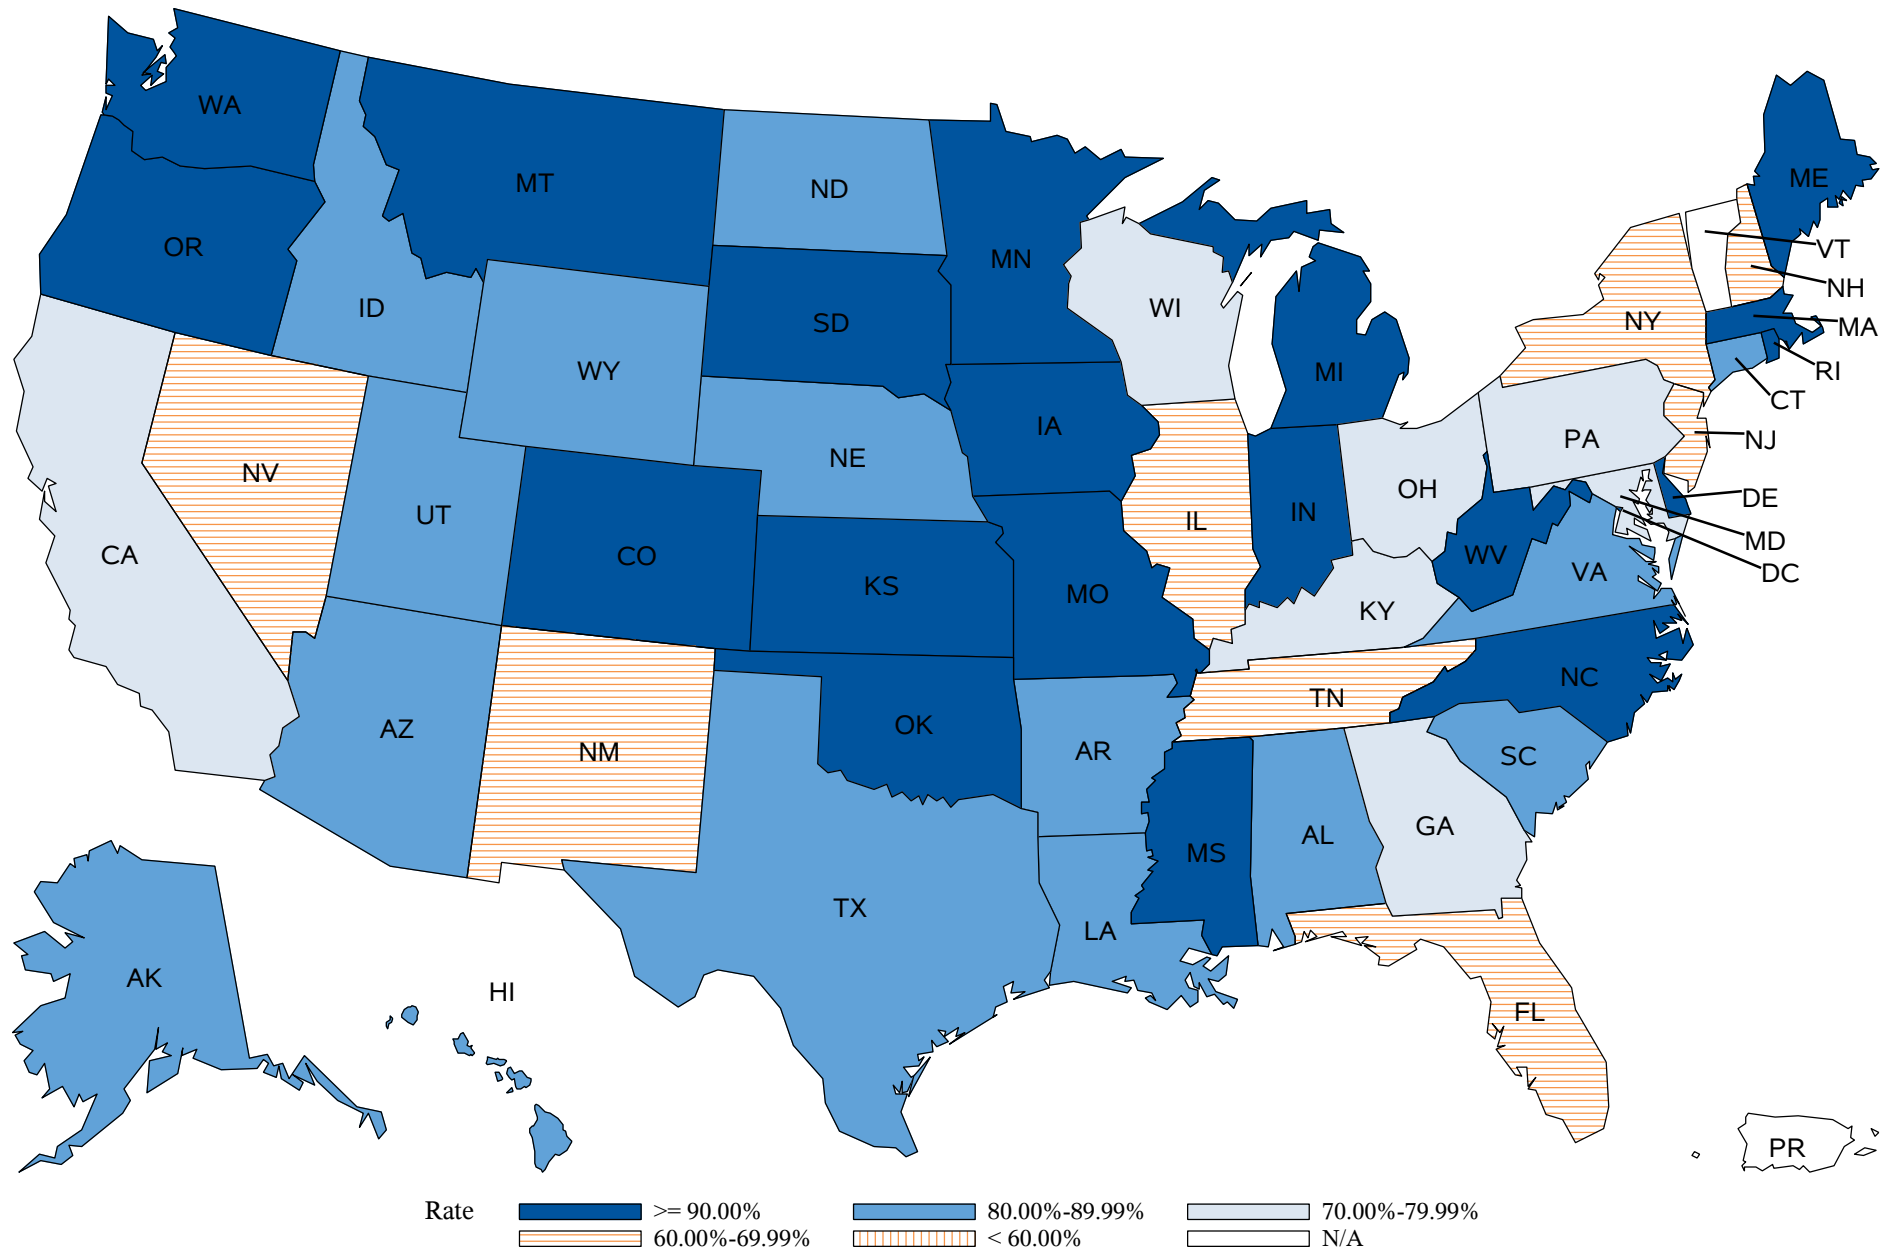 WA
MT
ND
ME
OR
MN
VT
ID
SD
WI
NH
NY
MA
WY
MI
RI
CT
IA
PA
NJ
NV
NE
OH
DE
UT
IL
IN
MD
CA
CO
WV
VA
DC
KS
MO
KY
NC
AZ
OK
TN
NM
AR
SC
GA
AL
MS
TX
LA
AK
HI
FL
PR
Rate
>= 90.00%
80.00%-89.99%
70.00%-79.99%
60.00%-69.99%
< 60.00%
N/A